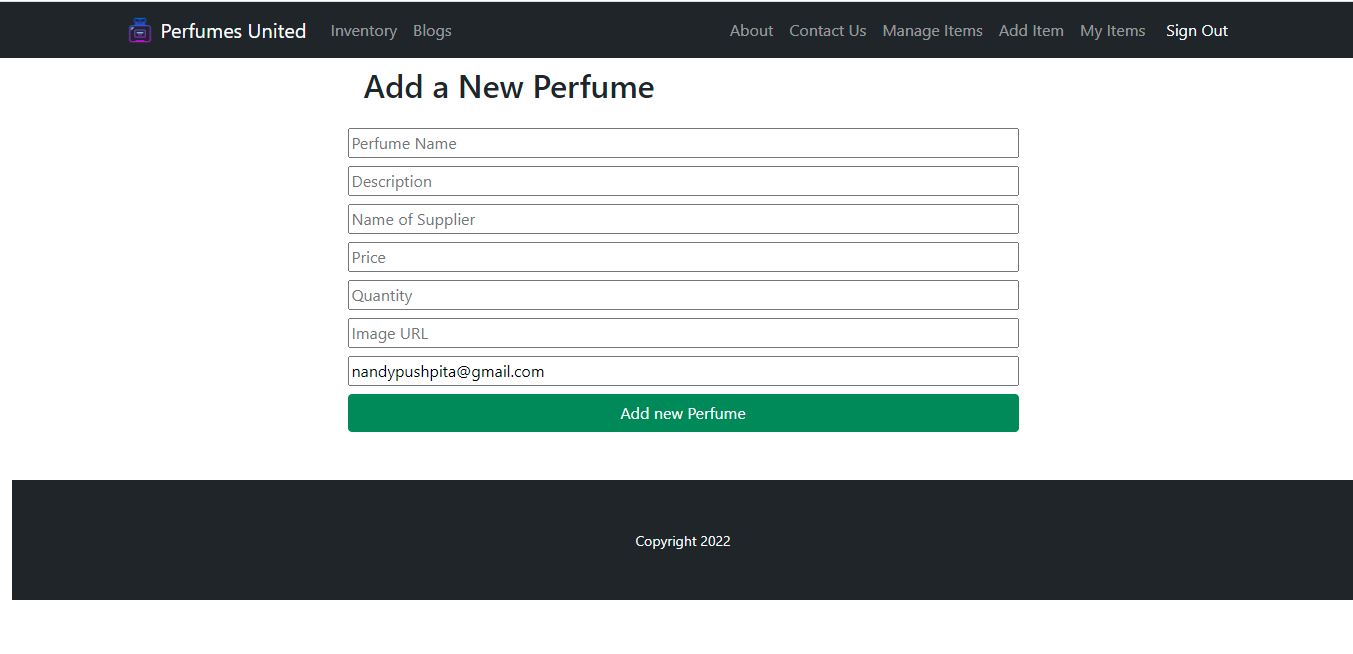 Perfumes United Inventory Blogs About Contact Us Manage Items Add Item My Items Sign Out
Add a New Perfume
Perfume Name
Description
Name of Supplier
Price
Quantity
Image URL
nandypushpita@gmail.com
Add new Perfume
Copyright 2022